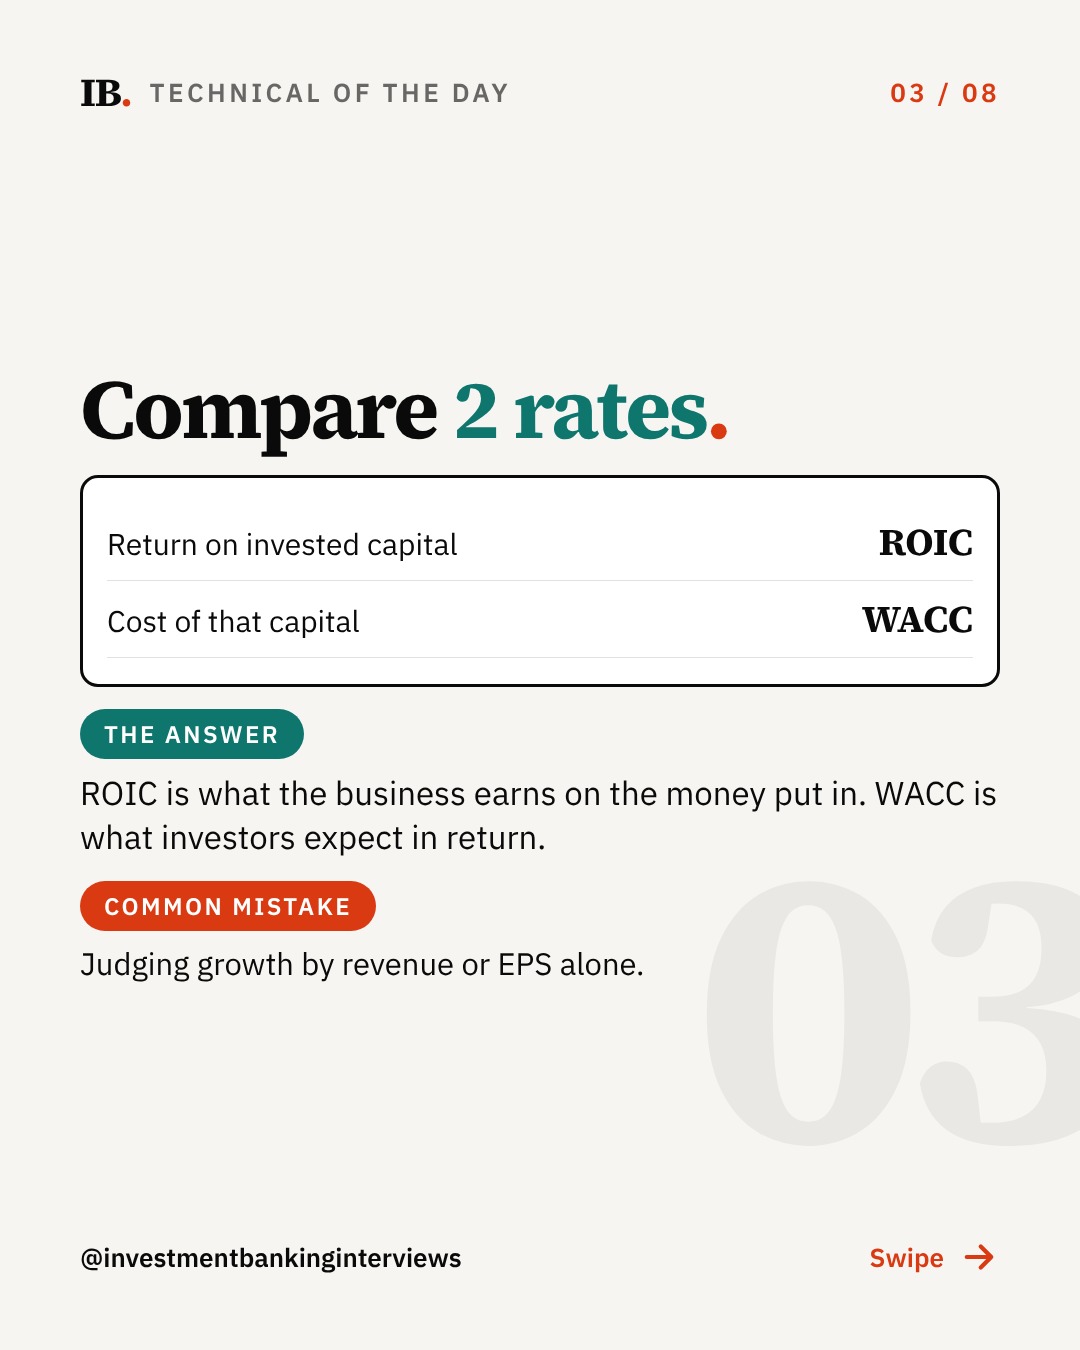 IB. TECHNICAL OF THE DAY
03 / 08
Compare 2 rates.
Return on invested capital ROIC
Cost of that capital WACC
THE ANSWER
ROIC is what the business earns on the money put in. WACC is
what investors expect in return.
COMMON MISTAKE
Judging growth by revenue or EPS alone.
03
@investmentbankinginterviews
Swipe →